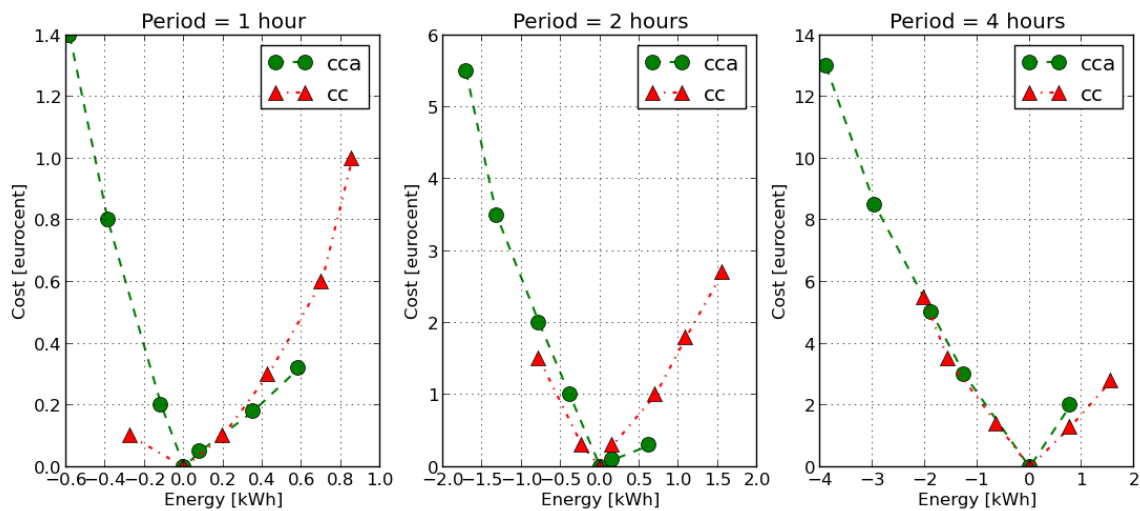 Period = 1 hour
1.4
1.2
1.0
0.8
0.6
0.4
0.2
0.0
Cost [eurocent]
cca
cc
−0.6−0.4−0.2 0.0 0.2 0.4 0.6 0.8 1.0
Energy [kWh]
Period = 2 hours
6
5
4
3
2
1
0
Cost [eurocent]
cca
cc
−2.0−1.5−1.0−0.5 0.0 0.5 1.0 1.5 2.0
Energy [kWh]
Period = 4 hours
14
12
10
8
6
4
2
0
Cost [eurocent]
cca
cc
−4 −3 −2 −1 0 1 2
Energy [kWh]